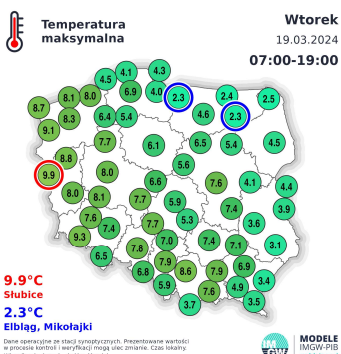 Temperatura
maksymalna
Wtorek
19.03.2024
07:00-19:00
4.5 4.1 4.3
8.7 8.1 8.0 6.9 4.0 2.3 2.4 2.5
9.1 8.3 6.4 5.4 4.6 2.3
8.8 7.7 6.1 6.5 5.4 4.5
9.9 8.0 5.6
8.0 8.1 6.6 7.6 4.1 4.4
7.7 5.9 7.4 3.9
7.6 7.4 7.7 5.3 3.6
9.3 7.8 7.0 7.4 7.1 3.1
6.5 6.8 7.9 8.6 7.9 6.9
5.9 7.6 4.9 3.4
3.7 3.5
9.9°C
Słubice
2.3°C
Elbląg, Mikołajki
Dane operacyjne ze stacji synoptycznych. Prezentowane wartości
w procesie kontroli i weryfikacji mogą ulec zmianie. Czas lokalny.
IM
GW
MODELE
IMGW-PIB